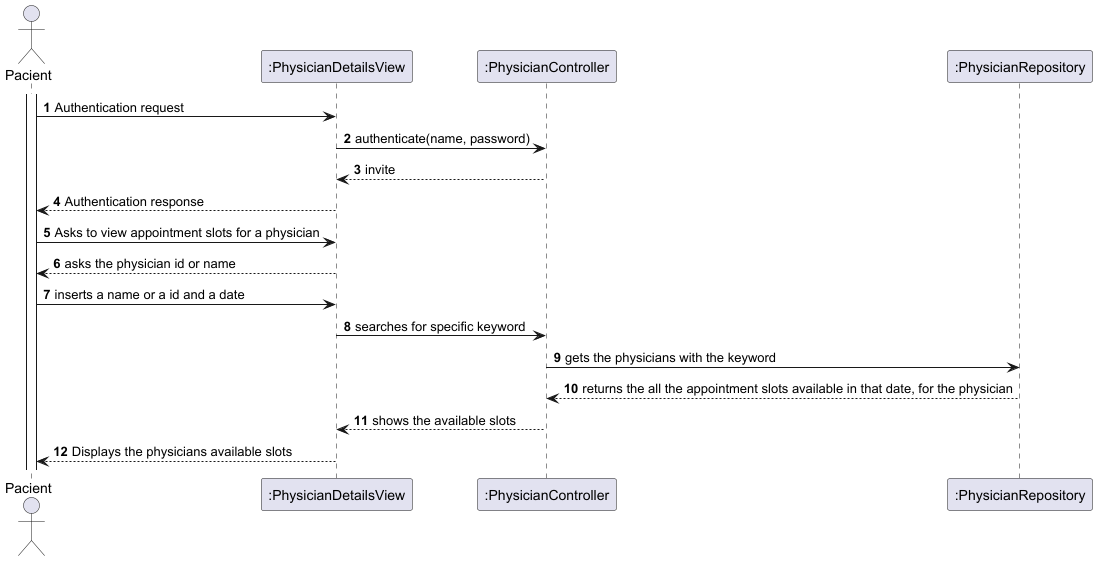 Pacient
:PhysicianDetailsView
:PhysicianController
:PhysicianRepository
1 Authentication request
2 authenticate(name, password)
3 invite
4 Authentication response
5 Asks to view appointment slots for a physician
6 asks the physician id or name
7 inserts a name or a id and a date
8 searches for specific keyword
9 gets the physicians with the keyword
10 returns the all the appointment slots available in that date, for the physician
11 shows the available slots
12 Displays the physicians available slots
Pacient
:PhysicianDetailsView
:PhysicianController
:PhysicianRepository